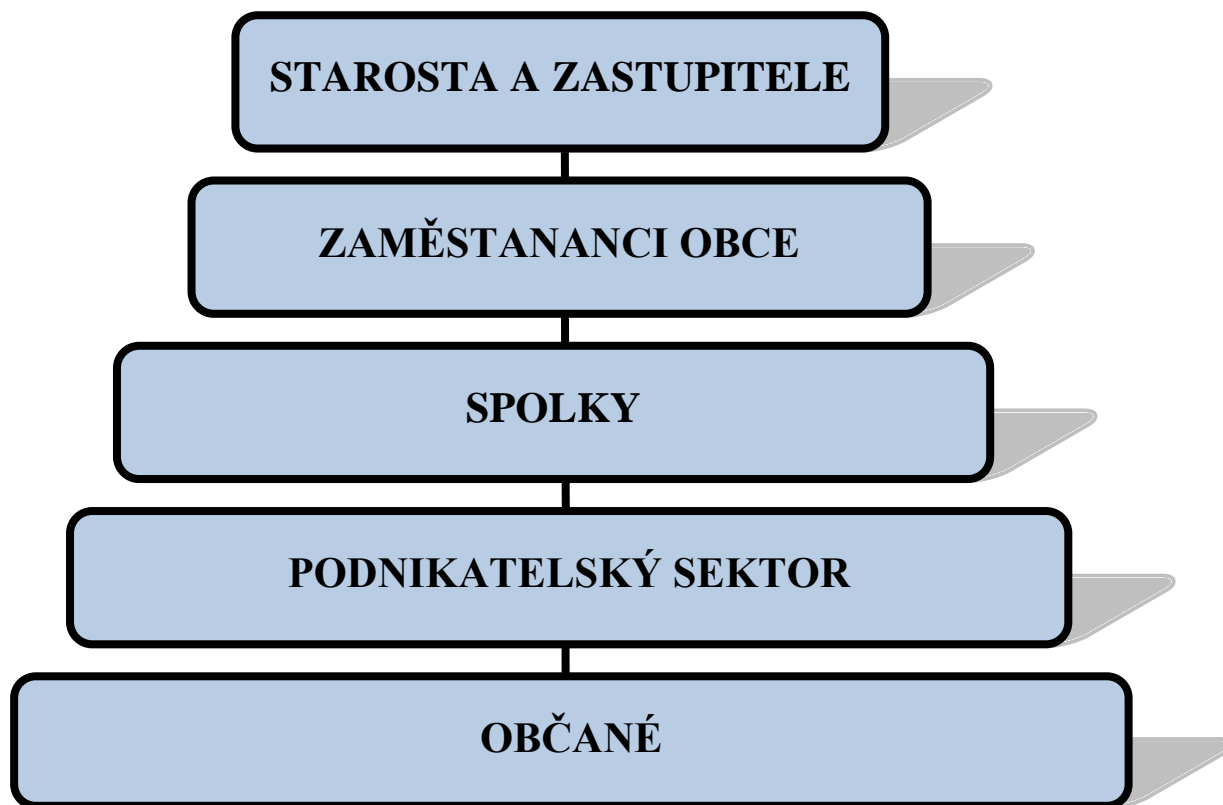 STAROSTA A ZASTUPITELE
ZAMĚSTANANCI OBCE
SPOLKY
PODNIKATELSKÝ SEKTOR
OBČANÉ